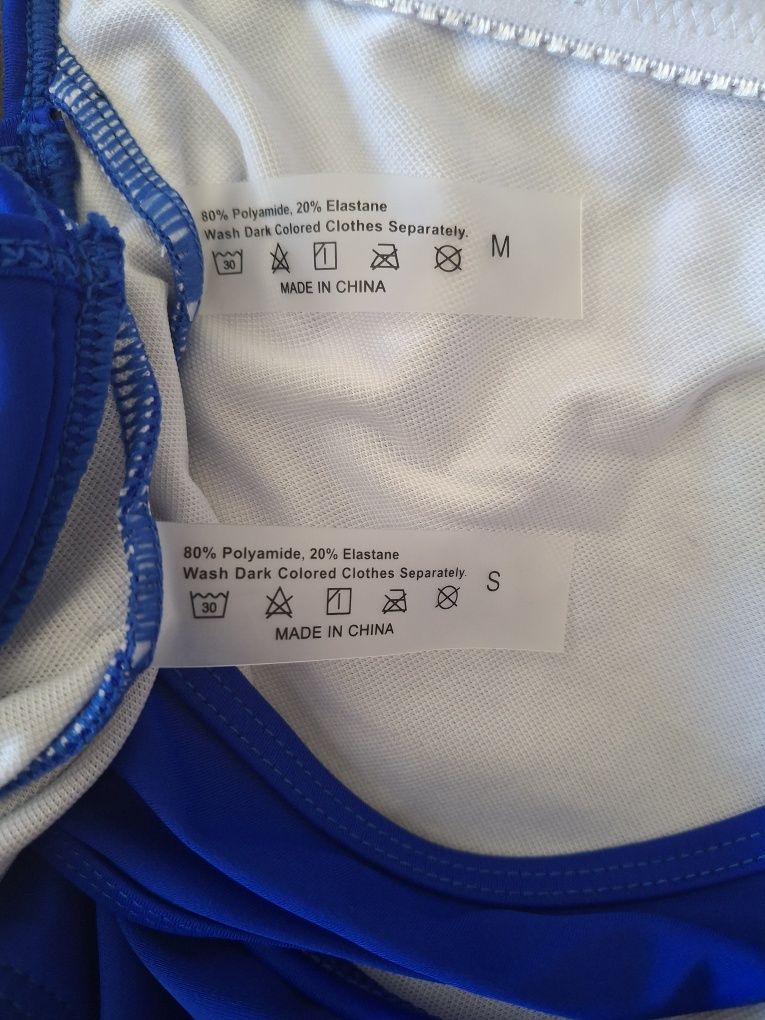 80% Polyamide, 20% Elastane
Wash Dark Colored Clothes Separately.
30
M
MADE IN CHINA
80% Polyamide, 20% Elastane
Wash Dark Colored Clothes Separately.
30
S
MADE IN CHINA